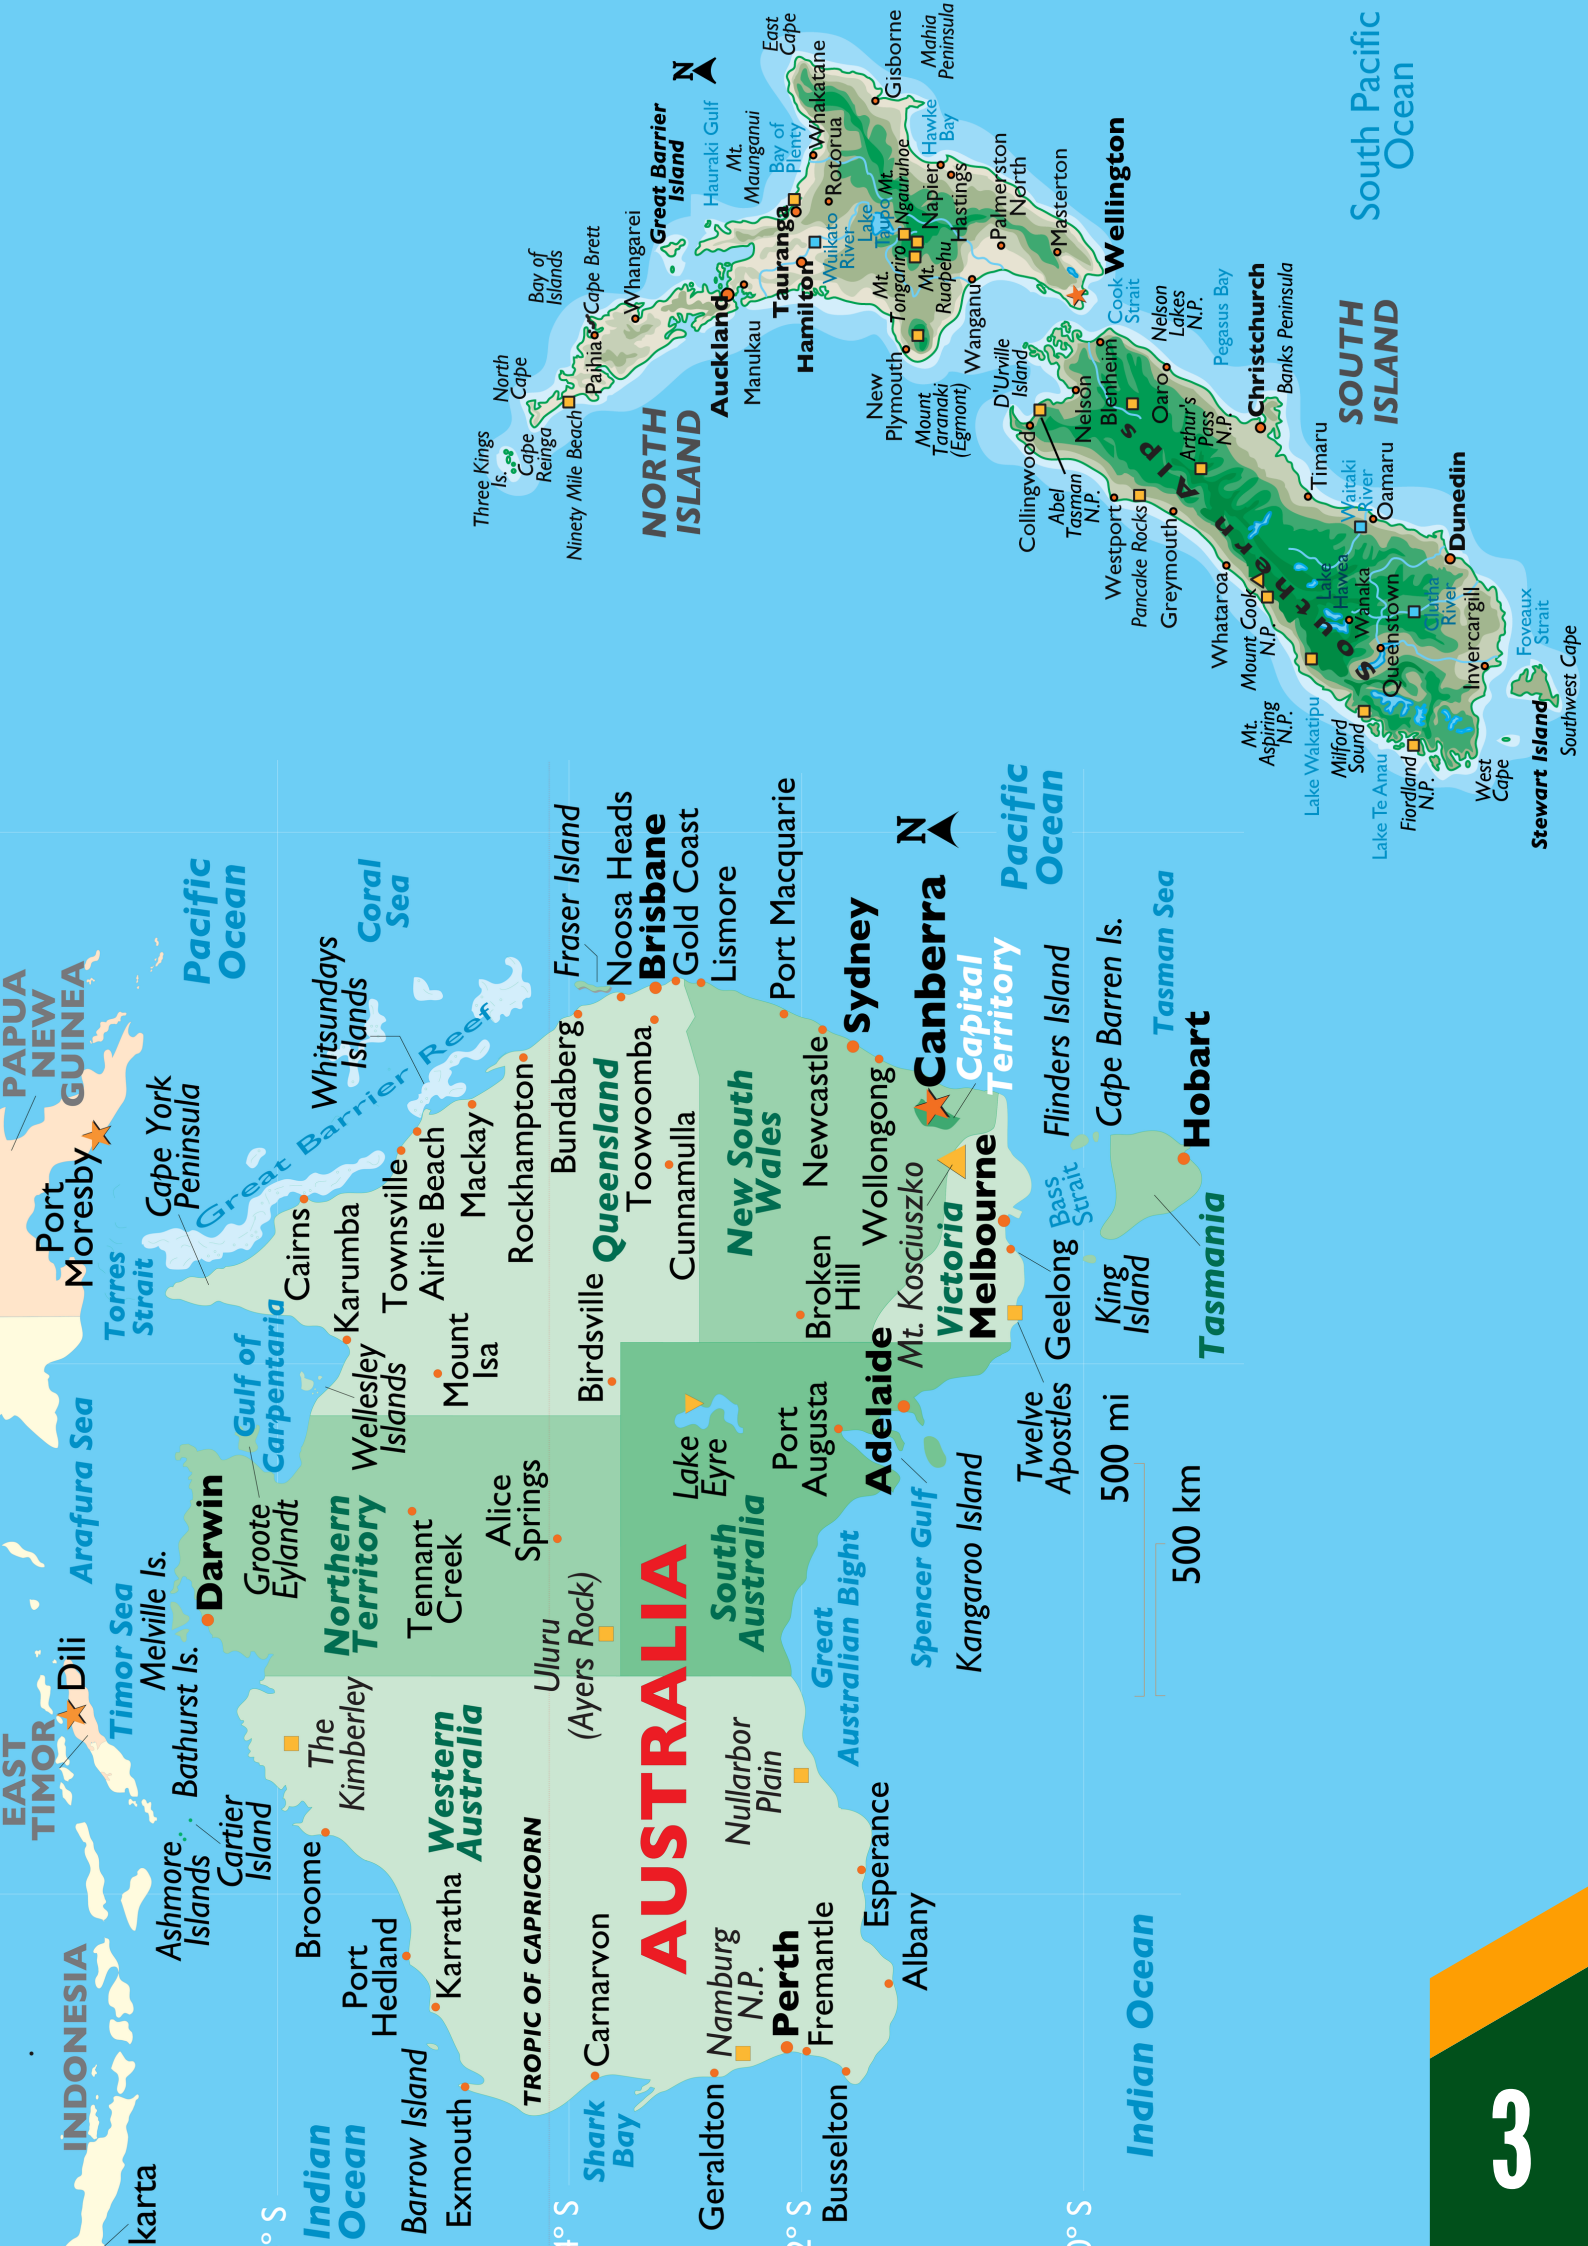 INDONESIA
karta
EAST
TIMOR
Dili
PAPUA
NEW
GUINEA
Port
Moresby
Timor Sea
Arafura Sea
Torres
Strait
Pacific
Ocean
Coral
Sea
Ashmore
Islands
Cartier
Island
Bathurst Is.
Melville Is.
Darwin
Groote
Eylandt
Gulf of
Carpentaria
Cape York
Peninsula
Great Barrier Reef
Whitsundays
Islands
Indian
Ocean
Broome
The
Kimberley
Northern
Territory
Wellesley
Islands
Karumba
Cairns
Port
Hedland
Karratha
Barrow Island
Exmouth
Western
Australia
Tennant
Creek
Mount
Isa
Townsville
Airlie Beach
Mackay
Rockhampton
Alice
Springs
TROPIC OF CAPRICORN
Shark
Bay
Carnarvon
Uluru
(Ayers Rock)
Birdsville
Queensland
Bundaberg
Fraser Island
Noosa Heads
Toowoomba
Brisbane
Gold Coast
Cunnamulla
Lismore
AUSTRALIA
Geraldton
Namburg
N.P.
Nullarbor
Plain
South
Australia
Lake
Eyre
New South
Wales
Port Macquarie
Perth
Fremantle
Busselton
Port
Augusta
Broken
Hill
Newcastle
Sydney
Wollongong
Esperance
Albany
Great
Australian Bight
Adelaide
Spencer Gulf
Kangaroo Island
Mt. Kosciuszko
Canberra
Capital
Territory
N
Victoria
Melbourne
Twelve
Apostles
Geelong
Bass
Strait
Flinders Island
Cape Barren Is.
King
Island
Pacific
Ocean
Tasman Sea
Hobart
Tasmania
500 mi
500 km
Indian Ocean
° S
4° S
2° S
0° S
Three Kings
Is.
North
Cape
Cape
Reinga
Ninety Mile Beach
Bay of
Islands
Cape Brett
Paihia
Whangarei
Great Barrier
Island
N
Hauraki Gulf
NORTH
ISLAND
Auckland
Manukau
Mt.
Maunganui
Bay of
Plenty
East
Cape
Tauranga
Hamilton
Whakatane
Rotorua
Wuikato
River
Lake
Taupo
Mt.
Ngauruhoe
Gisborne
Mahia
Peninsula
Hawke
Bay
Napier
Hastings
Mt.
Tongariro
Mt.
Ruapehu
New
Plymouth
Mount
Taranaki
(Egmont)
Wanganui
Palmerston
North
Masterton
Wellington
Cook
Strait
D'Urville
Island
Collingwood
Abel
Tasman
N.P.
Nelson
Blenheim
Nelson
Lakes
N.P.
Westport
Pancake Rocks
Greymouth
Oaro
Arthur's
Pass
N.P.
Pegasus Bay
Christchurch
Banks Peninsula
Southern Alps
Whataroa
Mount Cook
N.P.
Timaru
SOUTH
ISLAND
Mt.
Aspiring
N.P.
Lake Wakatipu
Lake
Hawea
Wanaka
Waitaki
River
Oamaru
Milford
Sound
Queenstown
Lake Te Anau
Fiordland
N.P.
Clutha
River
Dunedin
Invercargill
West
Cape
Foveaux
Strait
Stewart Island
Southwest Cape
South Pacific
Ocean
3